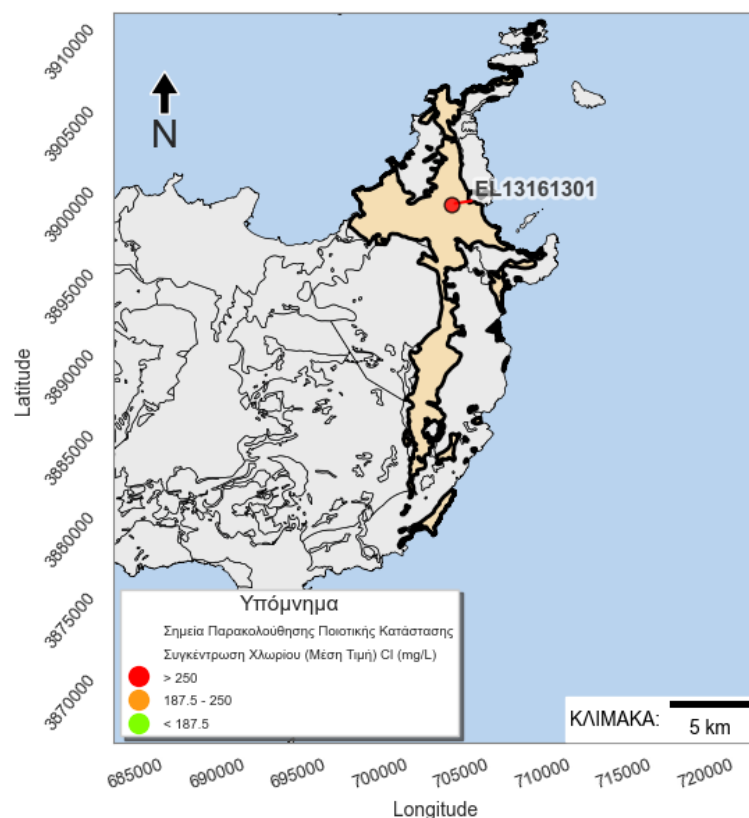 3910000
3905000
3900000
3895000
3890000
3885000
3880000
3875000
3870000
Latitude
N
EL13161301
Υπόμνημα
Σημεία Παρακολούθησης Ποιοτικής Κατάστασης
Συγκέντρωση Χλωρίου (Μέση Τιμή) Cl (mg/L)
> 250
187.5 - 250
< 187.5
ΚΛΙΜΑΚΑ:
5 km
685000
690000
695000
700000
705000
710000
715000
720000
Longitude